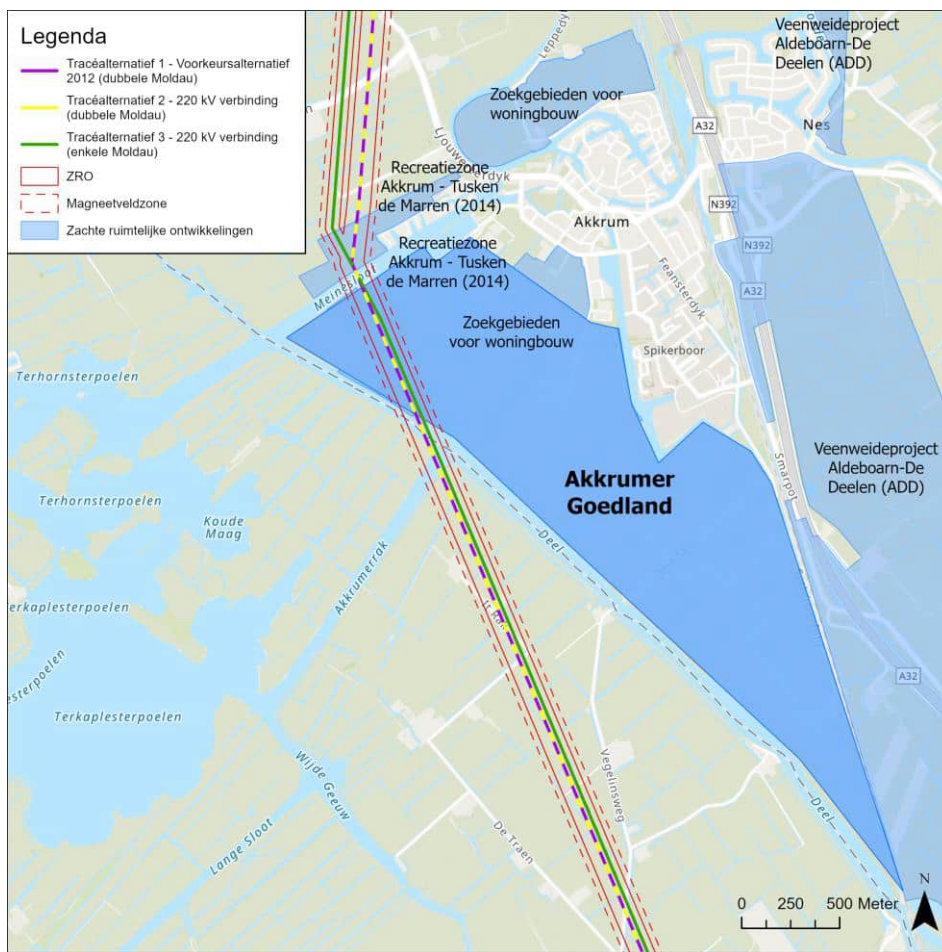 Legenda
Tracéalternatief 1 - Voorkeursalternatief
2012 (dubbele Moldau)
Tracéalternatief 2 - 220 kV verbinding
(dubbele Moldau)
Tracéalternatief 3 - 220 kV verbinding
(enkele Moldau)
ZRO
Magneetveldzone
Zachte ruimtelijke ontwikkelingen
Veenweideproject
Aldeboarn-De
Deelen (ADD)
Zoekgebieden voor
woningbouw
A32
Nes
Recreatiezone
Akkrum - Tusken
de Marren (2014)
Akkrum
N392
N392
A32
Recreatiezone
Akkrum - Tusken
de Marren (2014)
Meinesloot
Feansterdyk
Zoekgebieden
voor woningbouw
Spikerboor
Terhornsterpoelen
Smarpot
Veenweideproject
Aldeboarn-De
Deelen (ADD)
Akkrumer
Goedland
Terhornsterpoelen
Koude
Maag
Deel
Akkrumerrak
Terkaplesterpoelen
A32
Terkaplesterpoelen
Wijde Geeuw
Vegelinsweg
Deel
Lange Sloot
De Traen
N
0 250 500 Meter